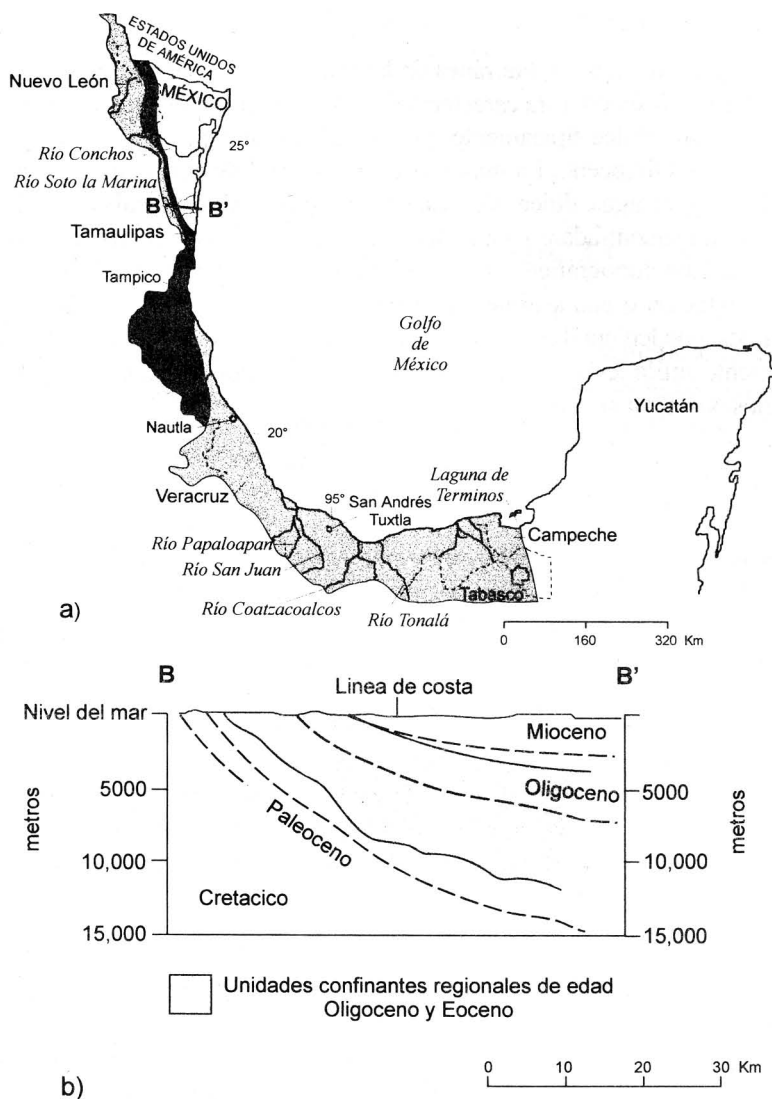 ESTADOS UNIDOS
DE AMÉRICA
Nuevo León
MÉXICO
25°
Río Conchos
Río Soto la Marina
B
B'
Tamaulipas
Tampico
Golfo
de
México
Yucatán
Nautla
20°
Laguna de
Terminos
Veracruz
95°
San Andrés
Tuxtla
Campeche
Río Papaloapan
Río San Juan
Tabasco
Río Coatzacoalcos
Río Tonalá
a)
0 160 320 Km
B
B'
Linea de costa
Nivel del mar
Mioceno
5000
Oligoceno
5000
metros
metros
Paleoceno
10,000
10,000
Cretacico
15,000
15,000
Unidades confinantes regionales de edad
Oligoceno y Eoceno
0 10 20 30 Km
b)